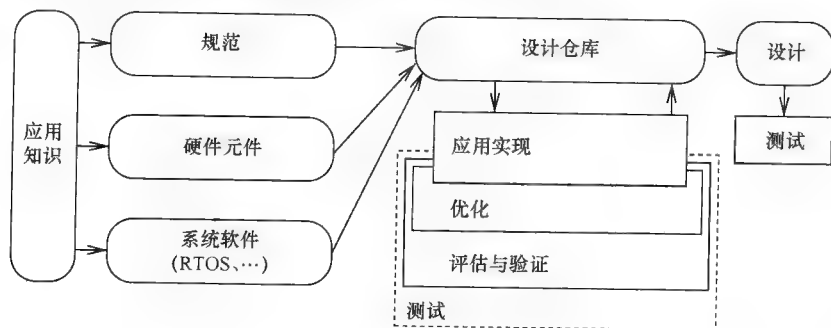 规范
设计仓库
设计
应用
知识
硬件元件
应用实现
测试
优化
系统软件
(RTOS、…)
评估与验证
测试